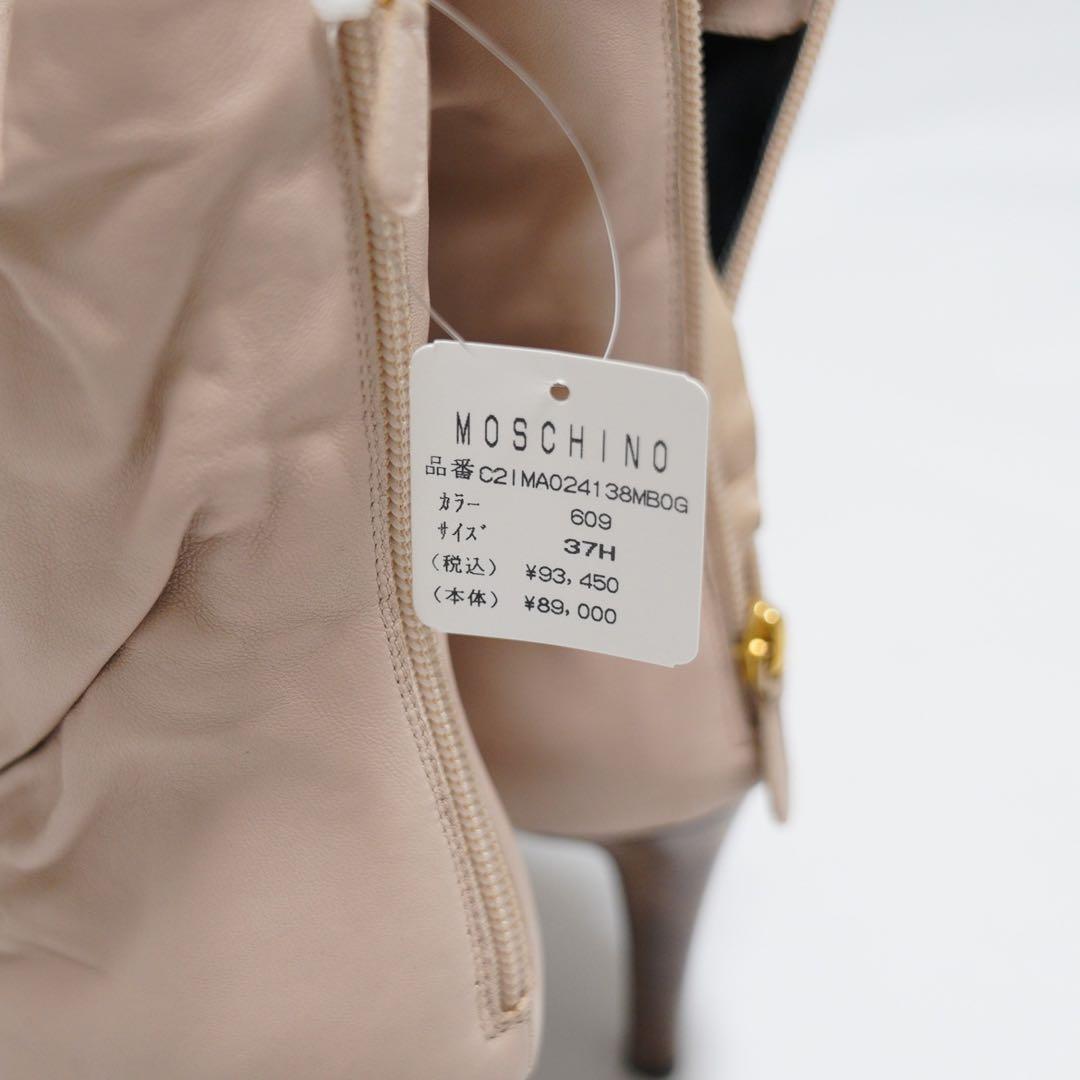 MOSCHINO
品番C2IMA024138MB0G
カラー 609
サイズ 37H
(税込) ¥93,450
(本体) ¥89,000